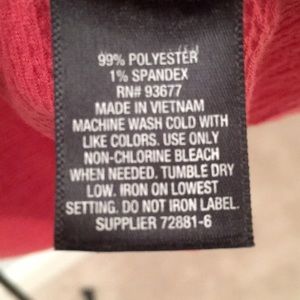 99% POLYESTER
1% SPANDEX
RN# 93677
MADE IN VIETNAM
MACHINE WASH COLD WITH
LIKE COLORS. USE ONLY
NON-CHLORINE BLEACH
WHEN NEEDED. TUMBLE DRY
LOW. IRON ON LOWEST
SETTING. DO NOT IRON LABEL.
SUPPLIER 72881-6